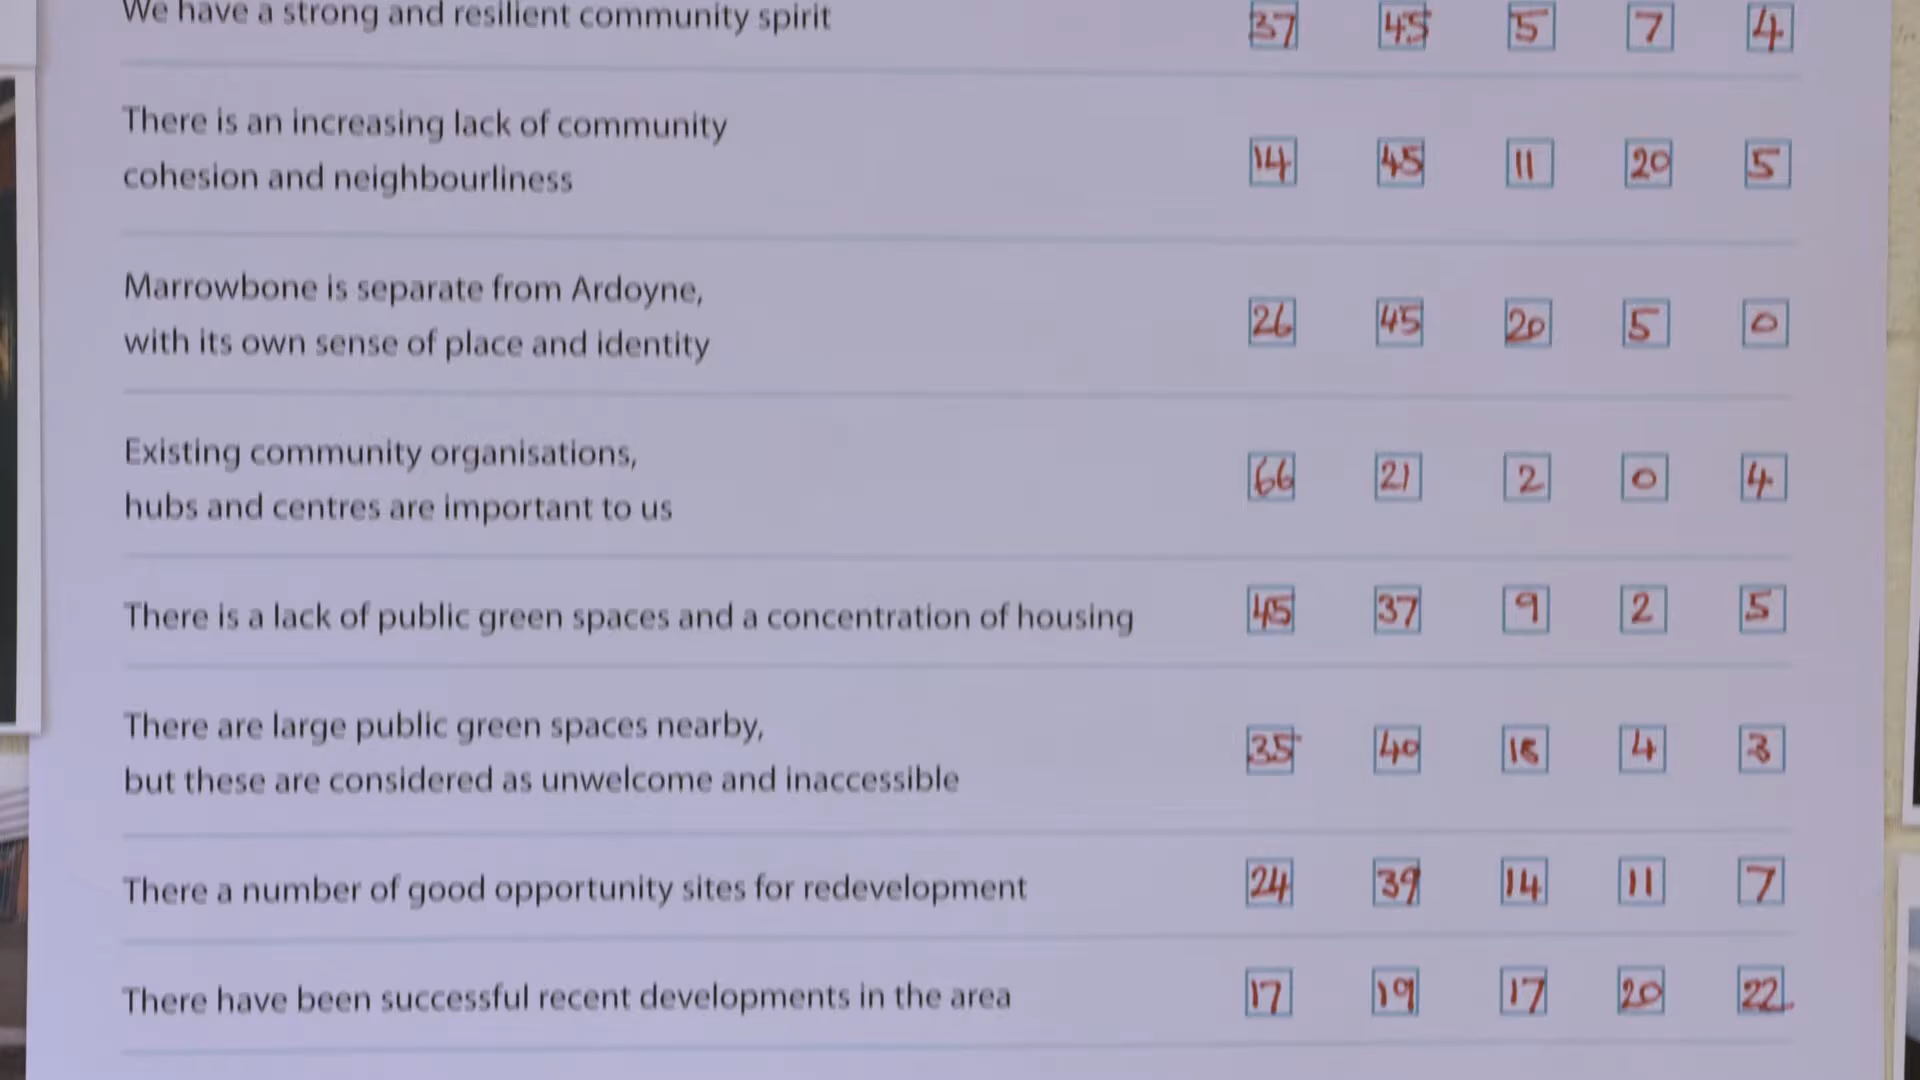 We have a strong and resilient community spirit 37 45 5 7 4
There is an increasing lack of community
cohesion and neighbourliness 14 45 11 20 5
Marrowbone is separate from Ardoyne,
with its own sense of place and identity 26 45 20 5 0
Existing community organisations,
hubs and centres are important to us 66 21 2 0 4
There is a lack of public green spaces and a concentration of housing 45 37 9 2 5
There are large public green spaces nearby,
but these are considered as unwelcome and inaccessible 35 40 4 3
There a number of good opportunity sites for redevelopment 24 39 14 11 7
There have been successful recent developments in the area 17 19 17 20 22